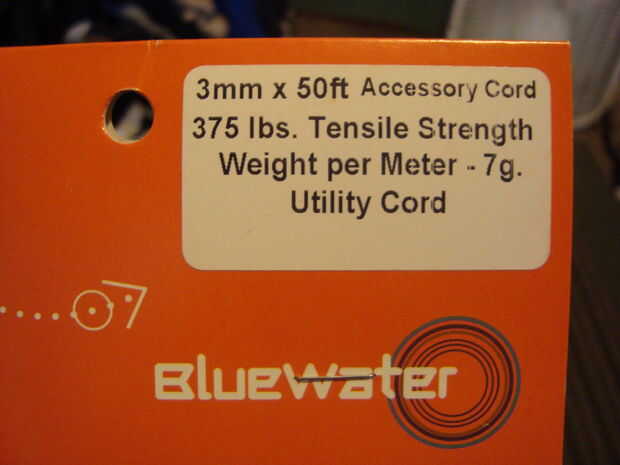 3mm x 50ft Accessory Cord
375 lbs. Tensile Strength
Weight per Meter - 7g.
Utility Cord
BlueWater